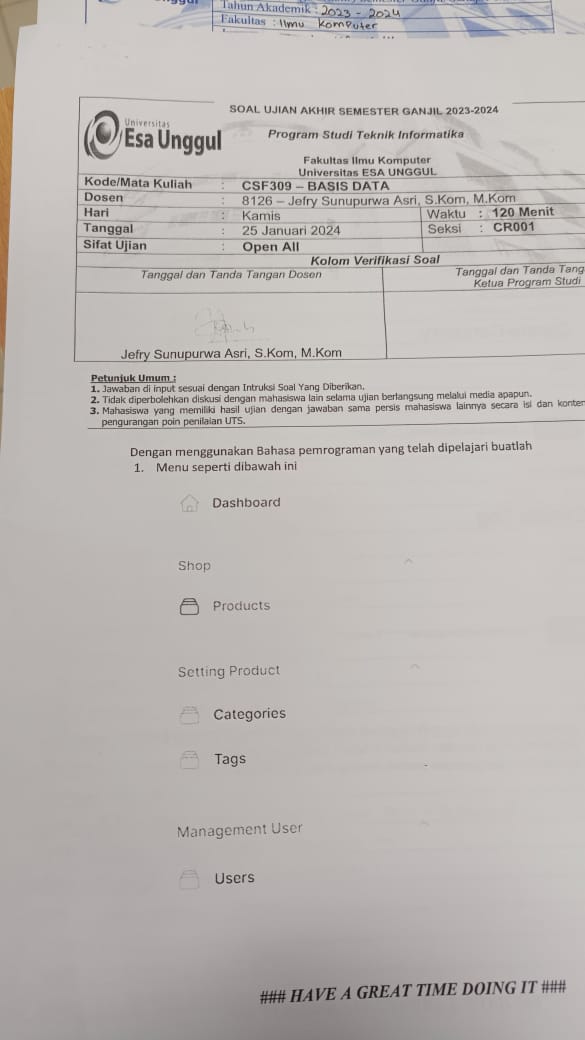 Tahun Akademik : 2023 - 2024
Fakultas : Ilmu Komputer
SOAL UJIAN AKHIR SEMESTER GANJIL 2023-2024
Universitas
Esa Unggul
Program Studi Teknik Informatika
Fakultas Ilmu Komputer
Universitas ESA UNGGUL
Kode/Mata Kuliah : CSF309 – BASIS DATA
Dosen : 8126 – Jefry Sunupurwa Asri, S.Kom, M.Kom
Hari : Kamis Waktu : 120 Menit
Tanggal : 25 Januari 2024 Seksi : CR001
Sifat Ujian : Open All
Kolom Verifikasi Soal
Tanggal dan Tanda Tangan Dosen
Tanggal dan Tanda Tang
Ketua Program Studi
Jefry Sunupurwa Asri, S.Kom, M.Kom
Petunjuk Umum :
1. Jawaban di input sesuai dengan Intruksi Soal Yang Diberikan.
2. Tidak diperbolehkan diskusi dengan mahasiswa lain selama ujian berlangsung melalui media apapun.
3. Mahasiswa yang memiliki hasil ujian dengan jawaban sama persis mahasiswa lainnya secara isi dan konten
pengurangan poin penilaian UTS.
Dengan menggunakan Bahasa pemrograman yang telah dipelajari buatlah
1. Menu seperti dibawah ini
Dashboard
Shop
Products
Setting Product
Categories
Tags
Management User
Users
### HAVE A GREAT TIME DOING IT ###